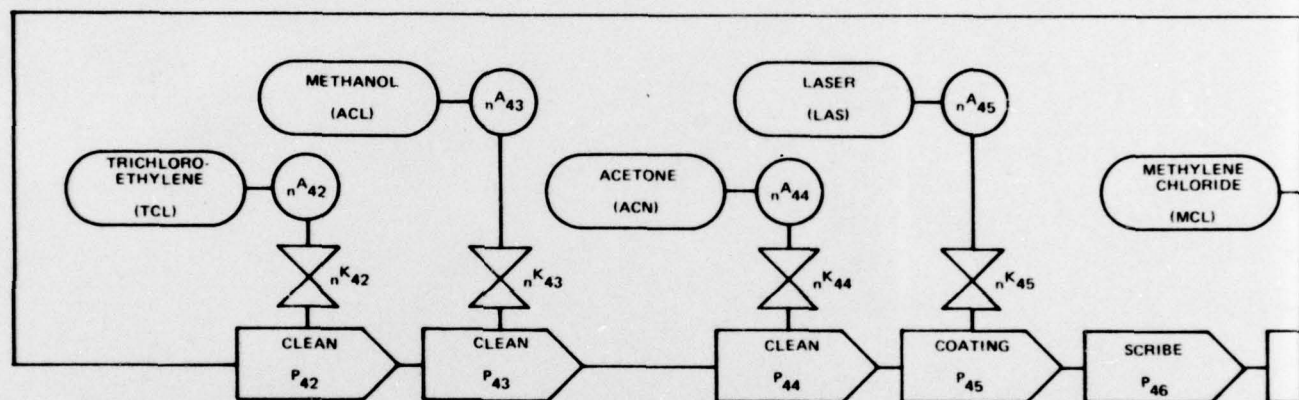 METHANOL
(ACL)
nA43
LASER
(LAS)
nA45
TRICHLORO-
ETHYLENE
(TCL)
nA42
ACETONE
(ACN)
nA44
METHYLENE
CHLORIDE
(MCL)
nK42
nK43
nK44
nK45
CLEAN
P42
CLEAN
P43
CLEAN
P44
COATING
P45
SCRIBE
P46